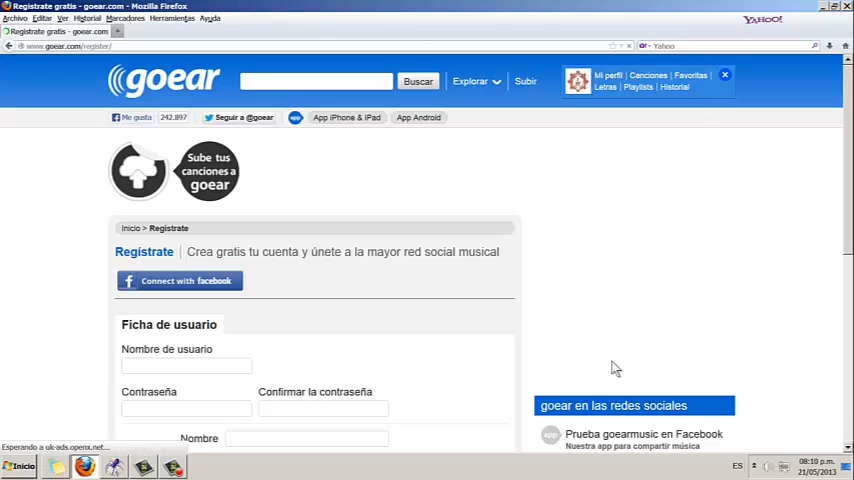 Registrate gratis - goear.com - Mozilla Firefox
Archivo Editar Ver Historial Marcadores Herramientas Ayuda
YAHOO!
Registrate gratis - goear.com
www.goear.com/register/
Yahoo
goear
Buscar
Explorar
Subir
Mi perfil | Canciones | Favoritas |
Letras | Playlists | Historial
Me gusta 242.897 Seguir a @goear app App iPhone & iPad App Android
Sube tus
canciones a
goear
Inicio > Regístrate
Regístrate Crea gratis tu cuenta y únete a la mayor red social musical
Connect with facebook
Ficha de usuario
Nombre de usuario
Contraseña Confirmar la contraseña
Nombre
goear en las redes sociales
app Prueba goearmusic en Facebook
Nuestra app para compartir música
Esperando a uk-ads.openx.net...
Inicio
ES
08:10 p.m.
21/05/2013